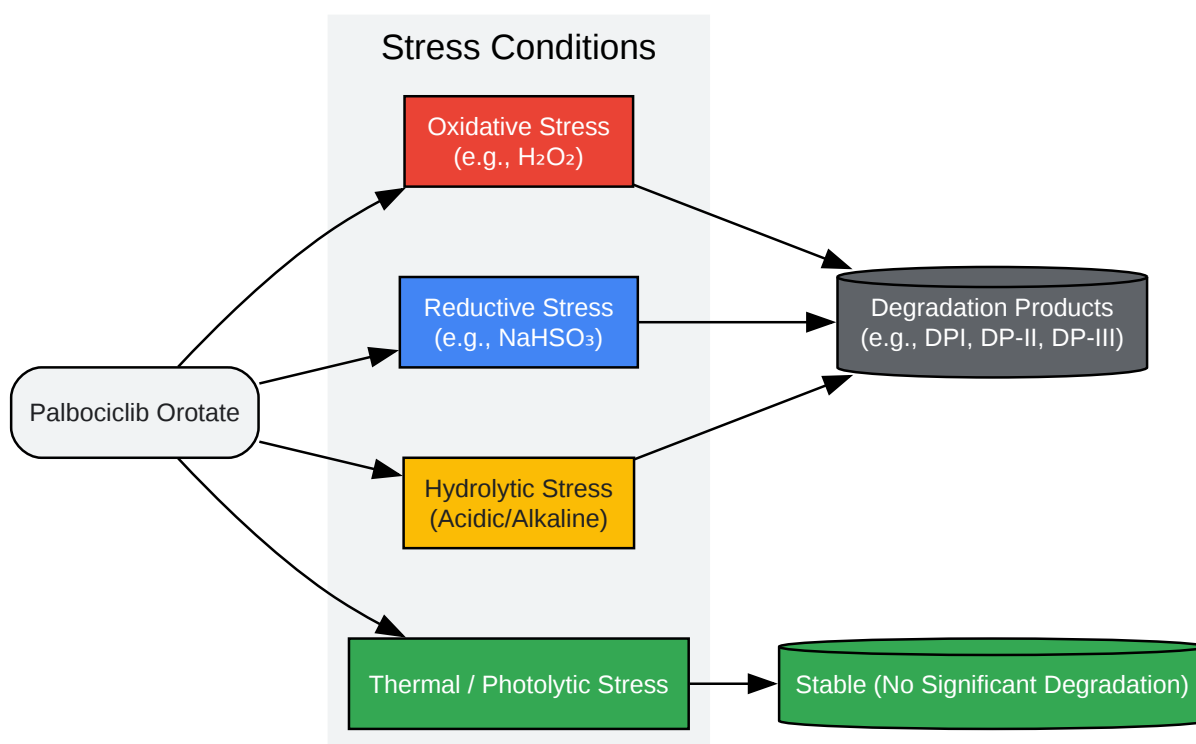 Stress Conditions
Oxidative Stress
(e.g., H₂O₂)
Reductive Stress
(e.g., NaHSO₃)
Degradation Products
(e.g., DPI, DP-II, DP-III)
Palbociclib Orotate
Hydrolytic Stress
(Acidic/Alkaline)
Thermal / Photolytic Stress
Stable (No Significant Degradation)